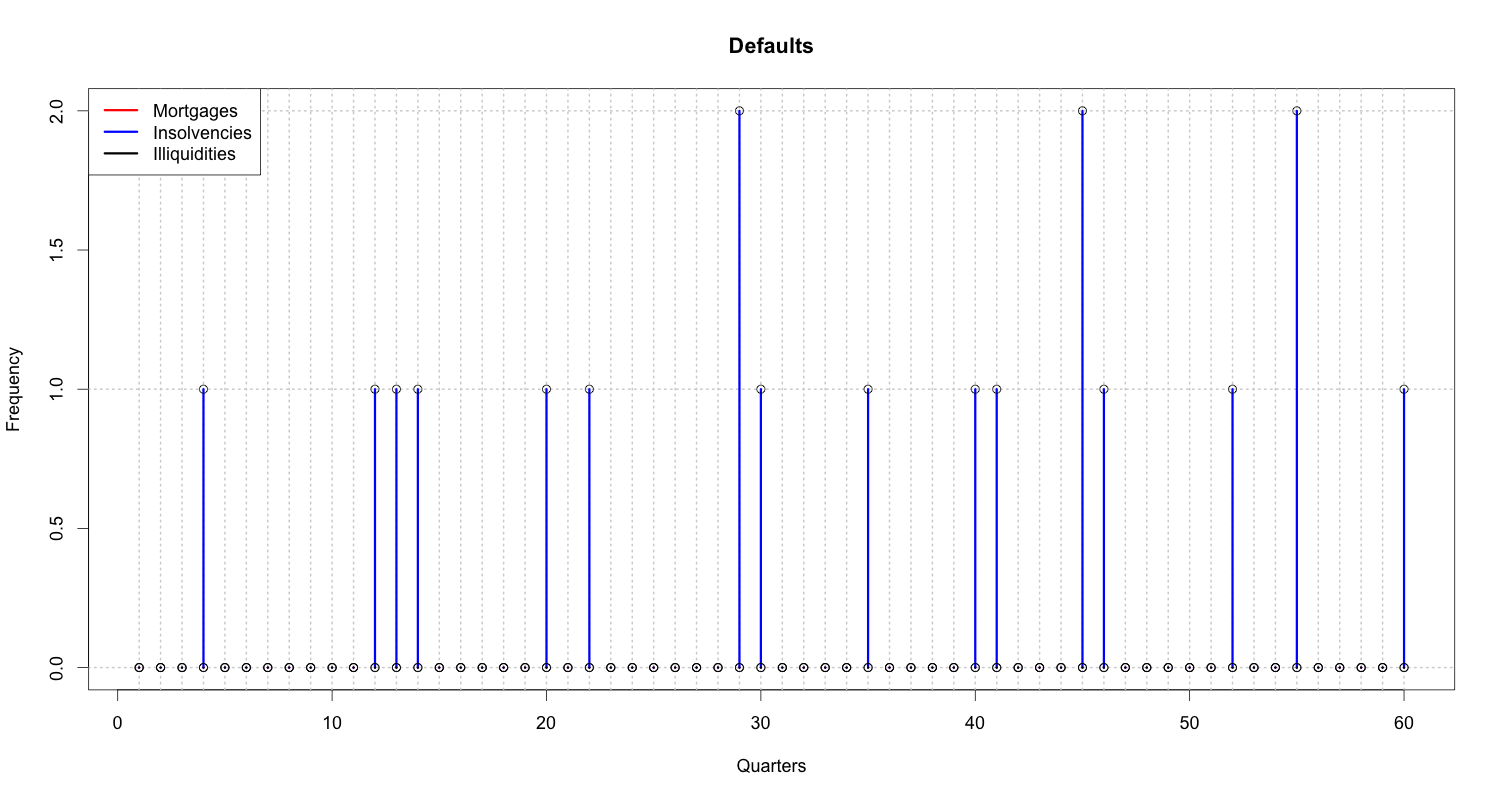 Defaults
Mortgages
Insolvencies
Illiquidities
2.0
1.5
1.0
0.5
0.0
Frequency
0 10 20 30 40 50 60
Quarters